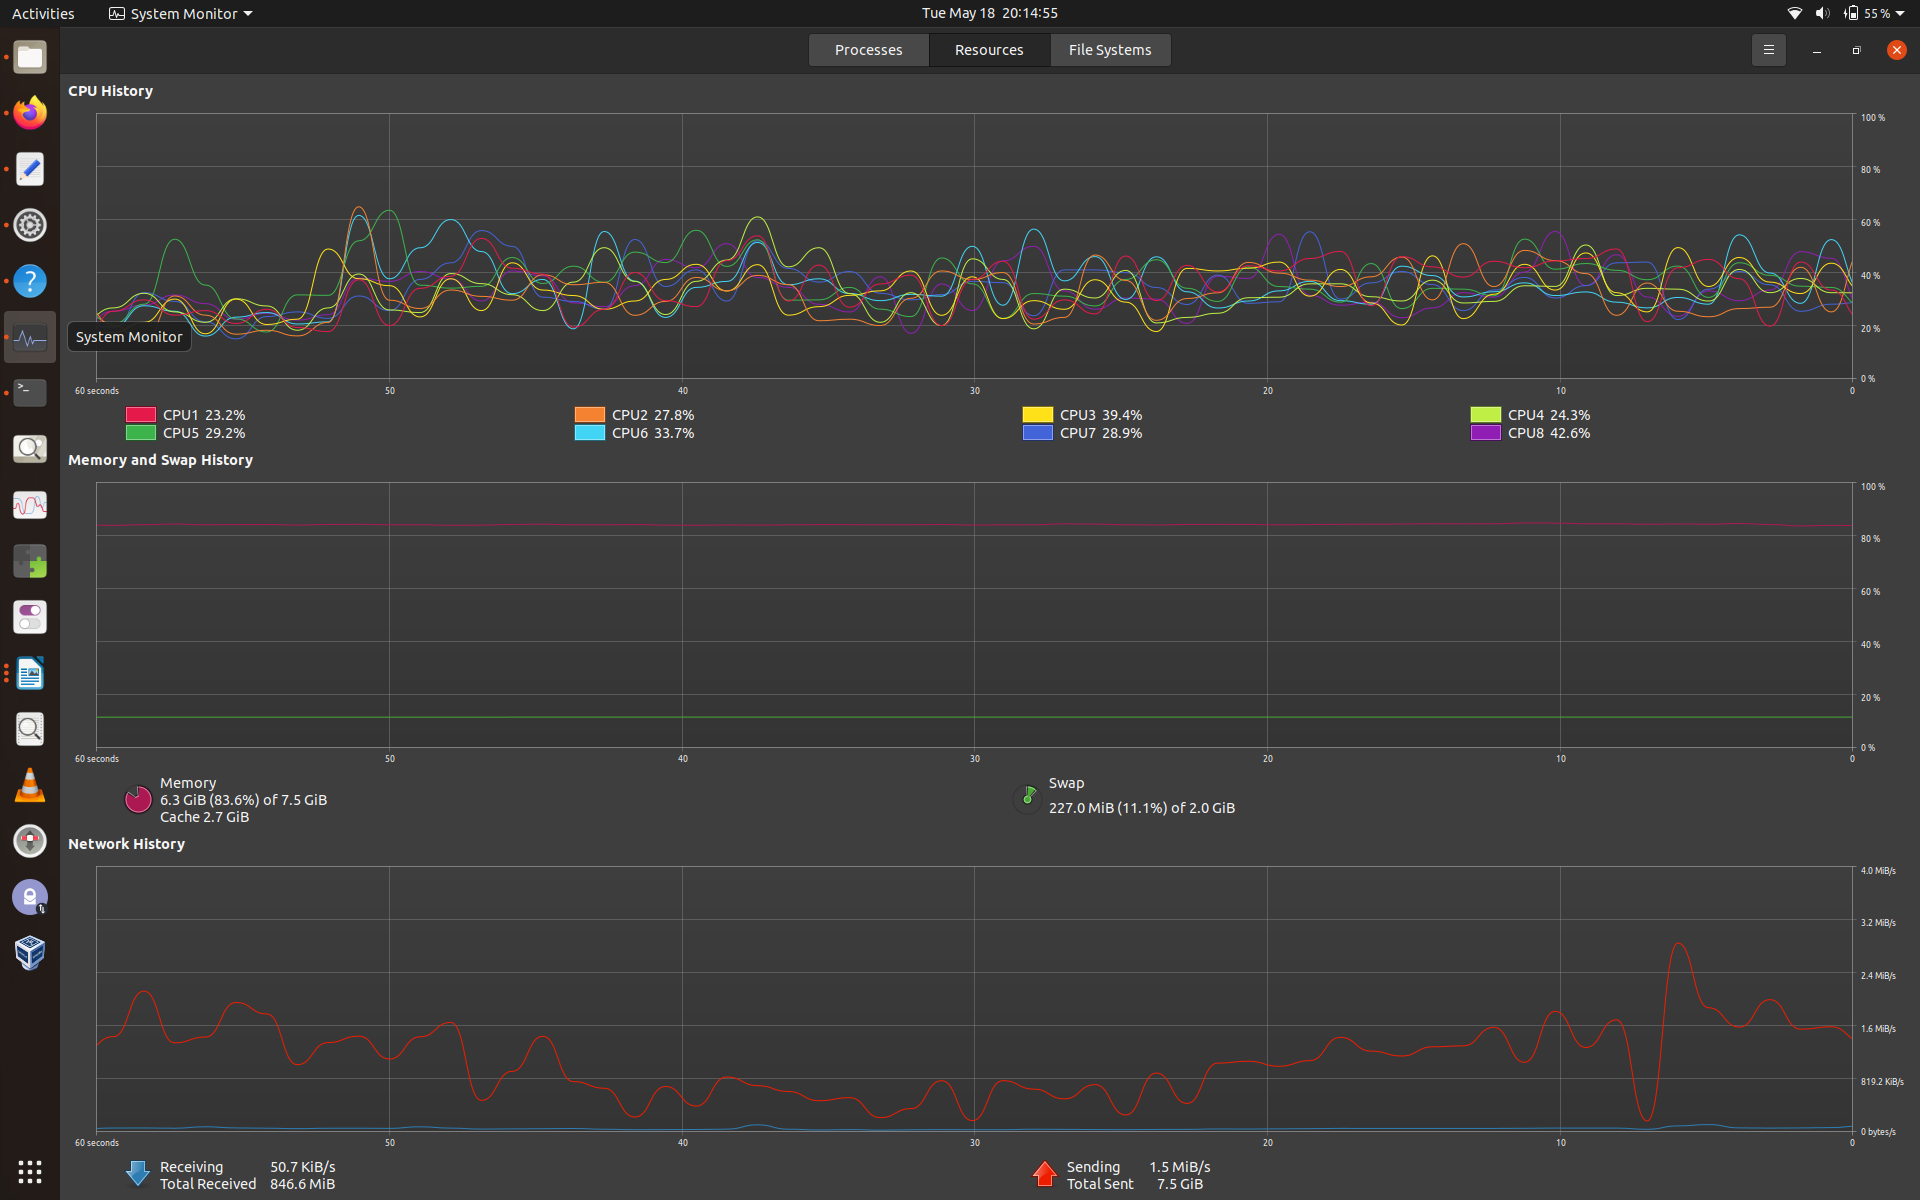 Activities
System Monitor
Tue May 18 20:14:55
55 %
Processes
Resources
File Systems
CPU History
100 %
80 %
60 %
40 %
20 %
0 %
System Monitor
60 seconds
50
40
30
20
10
0
CPU1 23.2%
CPU2 27.8%
CPU3 39.4%
CPU4 24.3%
CPU5 29.2%
CPU6 33.7%
CPU7 28.9%
CPU8 42.6%
Memory and Swap History
100 %
80 %
60 %
40 %
20 %
0 %
60 seconds
50
40
30
20
10
0
Memory
6.3 GiB (83.6%) of 7.5 GiB
Cache 2.7 GiB
Swap
227.0 MiB (11.1%) of 2.0 GiB
Network History
4.0 MiB/s
3.2 MiB/s
2.4 MiB/s
1.6 MiB/s
819.2 KiB/s
0 bytes/s
60 seconds
50
40
30
20
10
0
Receiving 50.7 KiB/s
Total Received 846.6 MiB
Sending 1.5 MiB/s
Total Sent 7.5 GiB